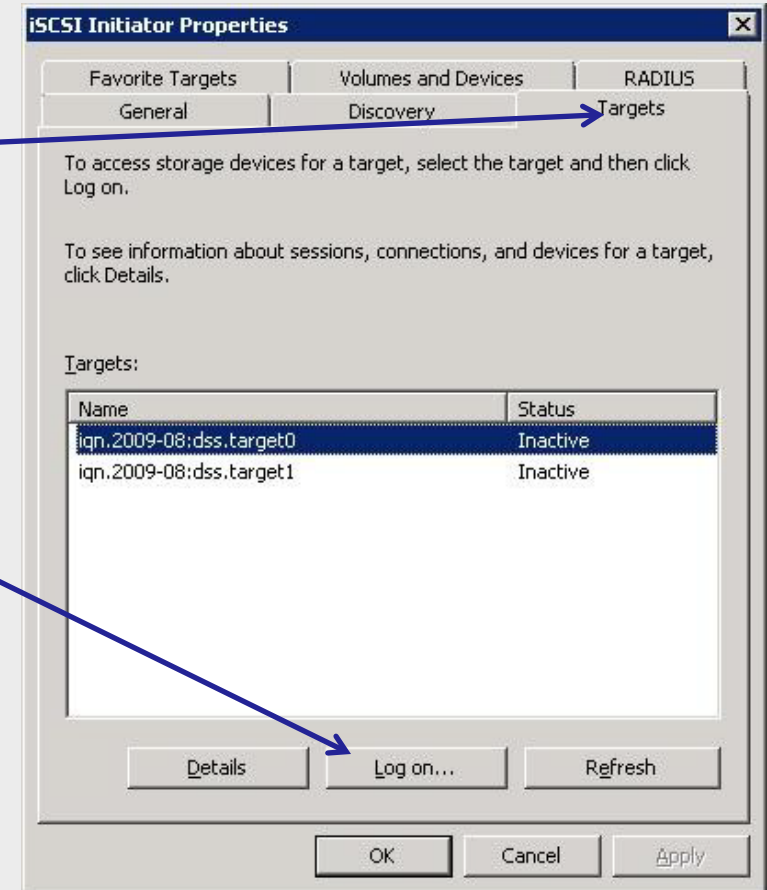 iSCSI Initiator Properties
Favorite Targets Volumes and Devices RADIUS
General Discovery Targets
To access storage devices for a target, select the target and then click
Log on.
To see information about sessions, connections, and devices for a target,
click Details.
Targets:
Name Status
iqn.2009-08:dss.target0 Inactive
iqn.2009-08:dss.target1 Inactive
Details Log on... Refresh
OK Cancel Apply